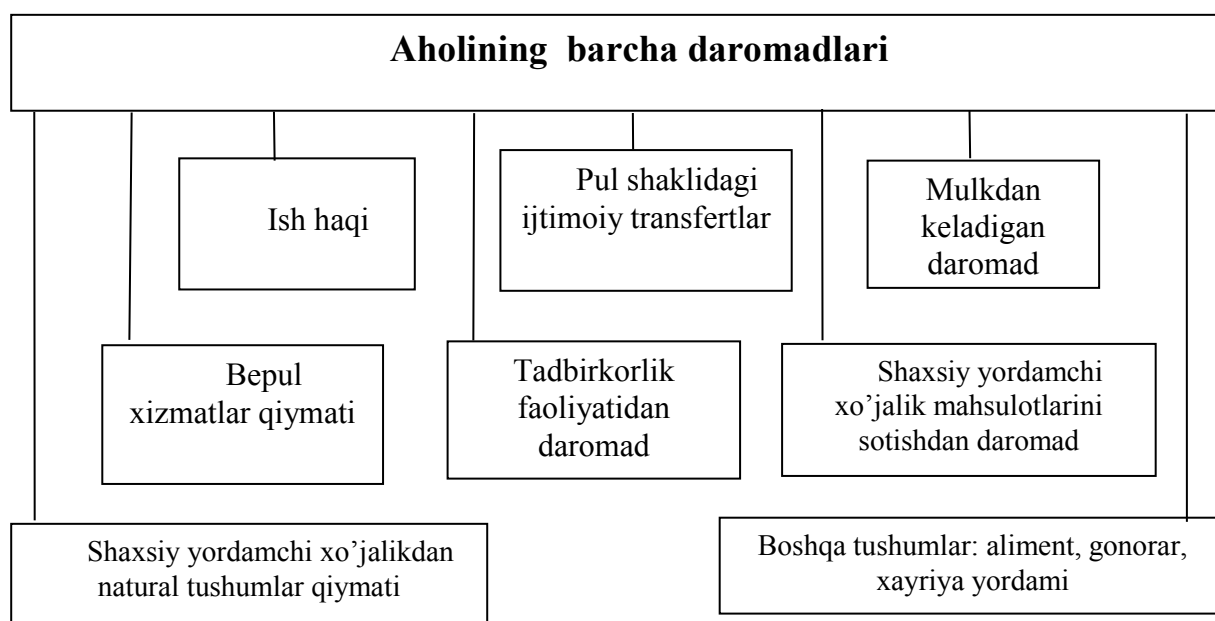 Aholining barcha daromadlari
Ish haqi
Pul shaklidagi
ijtimoiy transfertlar
Mulkdan
keladigan
daromad
Bepul
xizmatlar qiymati
Tadbirkorlik
faoliyatidan
daromad
Shaxsiy yordamchi
xo’jalik mahsulotlarini
sotishdan daromad
Shaxsiy yordamchi xo’jalikdan
natural tushumlar qiymati
Boshqa tushumlar: aliment, gonorar,
xayriya yordami